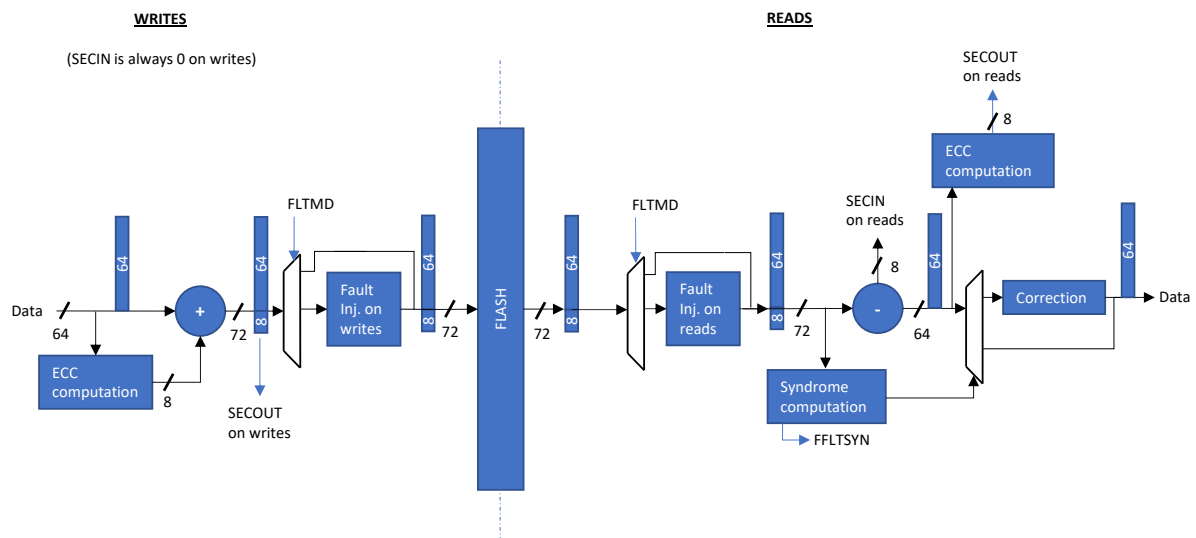 WRITES
(SECIN is always 0 on writes)
Data
64
64
ECC
computation
8
+
72
64
8
SECOUT
on writes
FLTMD
Fault
Inj. on
writes
64
8
72
FLASH
72
64
8
READS
FLTMD
Fault
Inj. on
reads
64
8
72
Syndrome
computation
FFLTSYN
SECIN
on reads
8
-
64
64
SECOUT
on reads
8
ECC
computation
Correction
64
Data